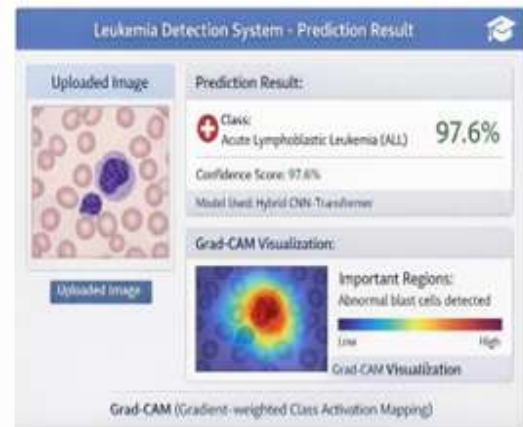 Leukemia Detection System - Prediction Result
Uploaded Image
Uploaded Image
Prediction Result:
Class:
Acute Lymphoblastic Leukemia (ALL)
97.6%
Confidence Score: 97.6%
Model Used: Hybrid CNN-Transformer
Grad-CAM Visualization:
Important Regions:
Abnormal blast cells detected
Low High
Grad-CAM Visualization
Grad-CAM (Gradient-weighted Class Activation Mapping)